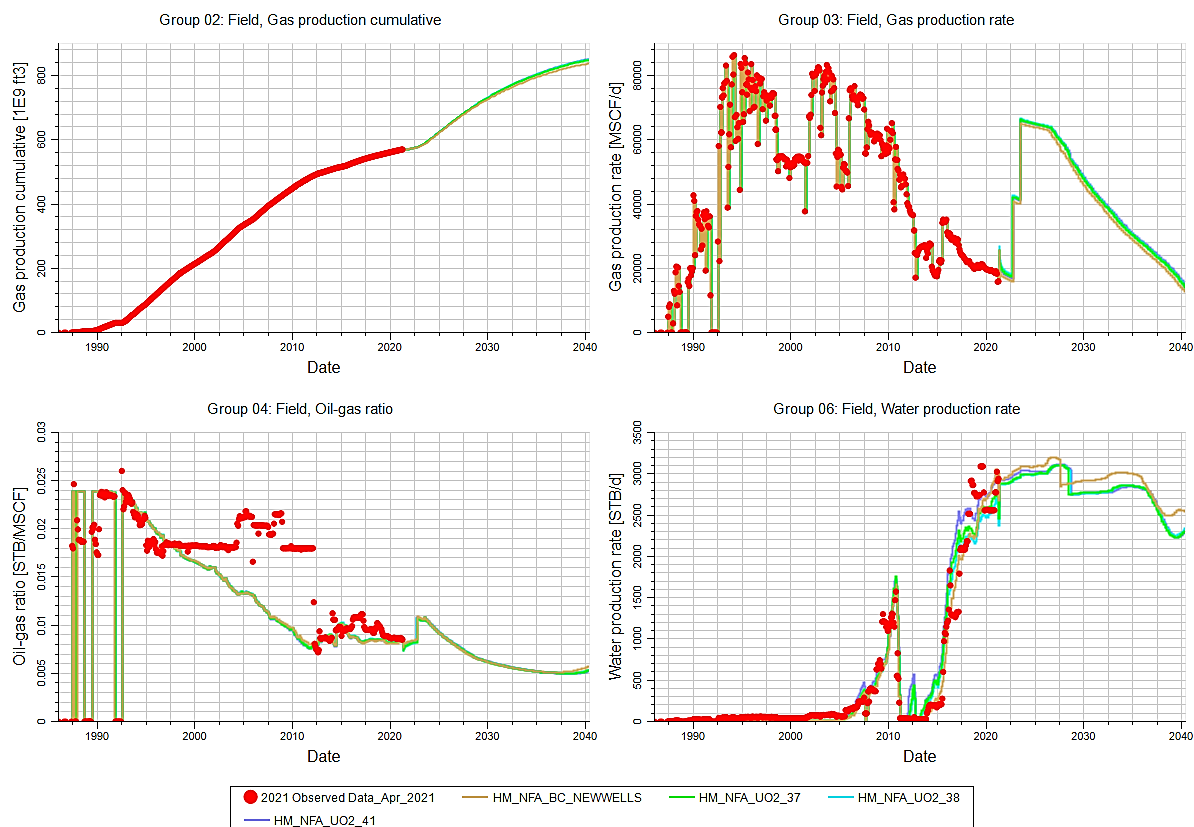 Group 02: Field, Gas production cumulative
Gas production cumulative [1E9 ft3]
800
600
400
200
0
1990 2000 2010 2020 2030 2040
Date
Group 03: Field, Gas production rate
Gas production rate [MSCF/d]
80000
60000
40000
20000
0
1990 2000 2010 2020 2030 2040
Date
Group 04: Field, Oil-gas ratio
Oil-gas ratio [STB/MSCF]
0.03
0.025
0.02
0.015
0.01
0.005
0
1990 2000 2010 2020 2030 2040
Date
Group 06: Field, Water production rate
Water production rate [STB/d]
3500
3000
2500
2000
1500
1000
500
0
1990 2000 2010 2020 2030 2040
Date
2021 Observed Data_Apr_2021 HM_NFA_BC_NEWWELLS HM_NFA_UO2_37 HM_NFA_UO2_38
HM_NFA_UO2_41